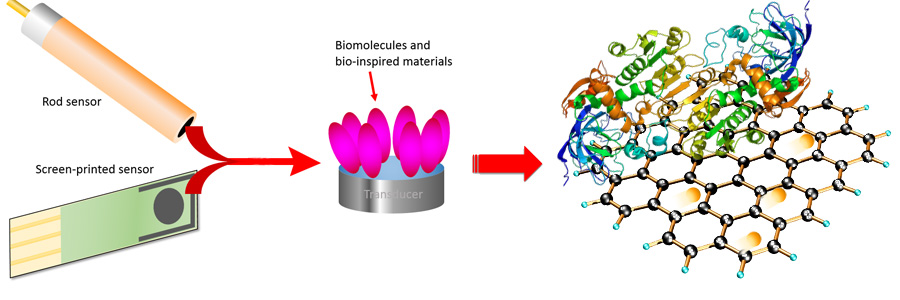 Biomolecules and
bio-inspired materials
Rod sensor
Screen-printed sensor
Transducer